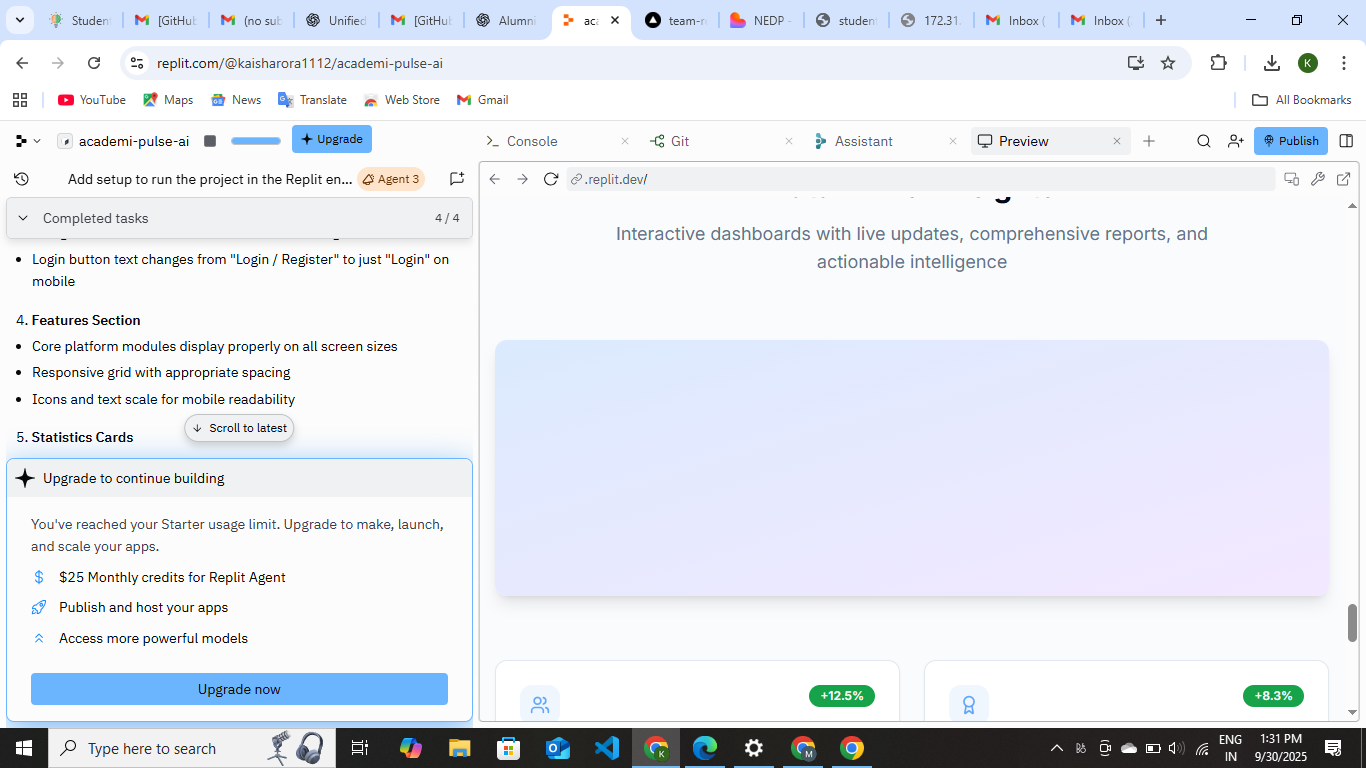 Studen
[GitHub
(no sub
Unified
[GitHub
Alumni
aca
team-re
NEDP -
student
172.31.
Inbox (
Inbox (
replit.com/@kaisharora1112/academi-pulse-ai
K
YouTube
Maps
News
Translate
Web Store
Gmail
All Bookmarks
academi-pulse-ai
Upgrade
Console
Git
Assistant
Preview
Publish
Add setup to run the project in the Replit en...
Agent 3
.replit.dev/
Completed tasks
4 / 4
Login button text changes from "Login / Register" to just "Login" on
mobile
4. Features Section
Core platform modules display properly on all screen sizes
Responsive grid with appropriate spacing
Icons and text scale for mobile readability
Scroll to latest
5. Statistics Cards
Upgrade to continue building
You've reached your Starter usage limit. Upgrade to make, launch,
and scale your apps.
$25 Monthly credits for Replit Agent
Publish and host your apps
Access more powerful models
Upgrade now
Interactive dashboards with live updates, comprehensive reports, and
actionable intelligence
+12.5%
+8.3%
Type here to search
ENG
IN
1:31 PM
9/30/2025